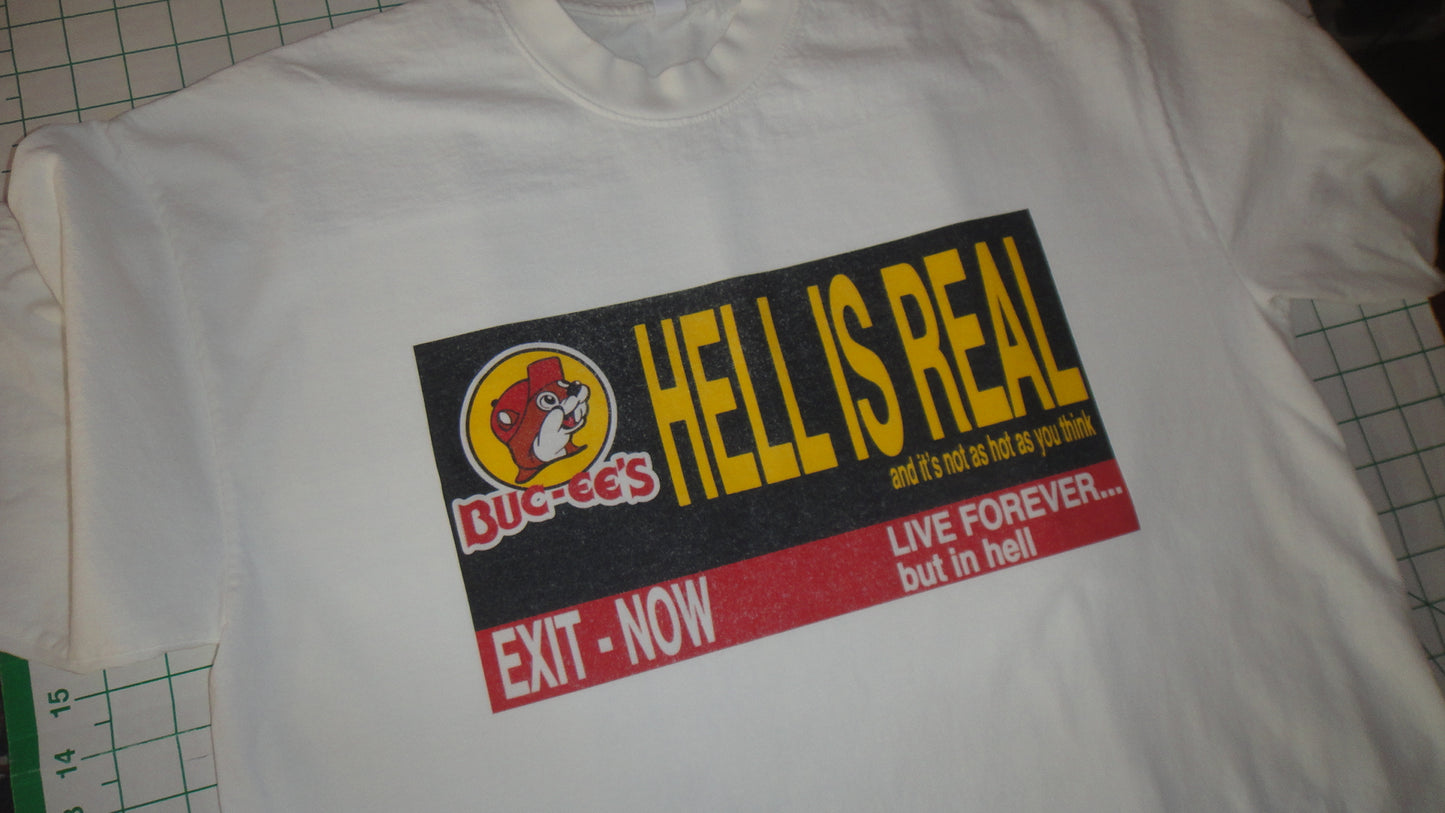 HELL IS REAL
and it's not as hot as you think
BUC-EE'S
LIVE FOREVER...
but in hell
EXIT - NOW
15
14